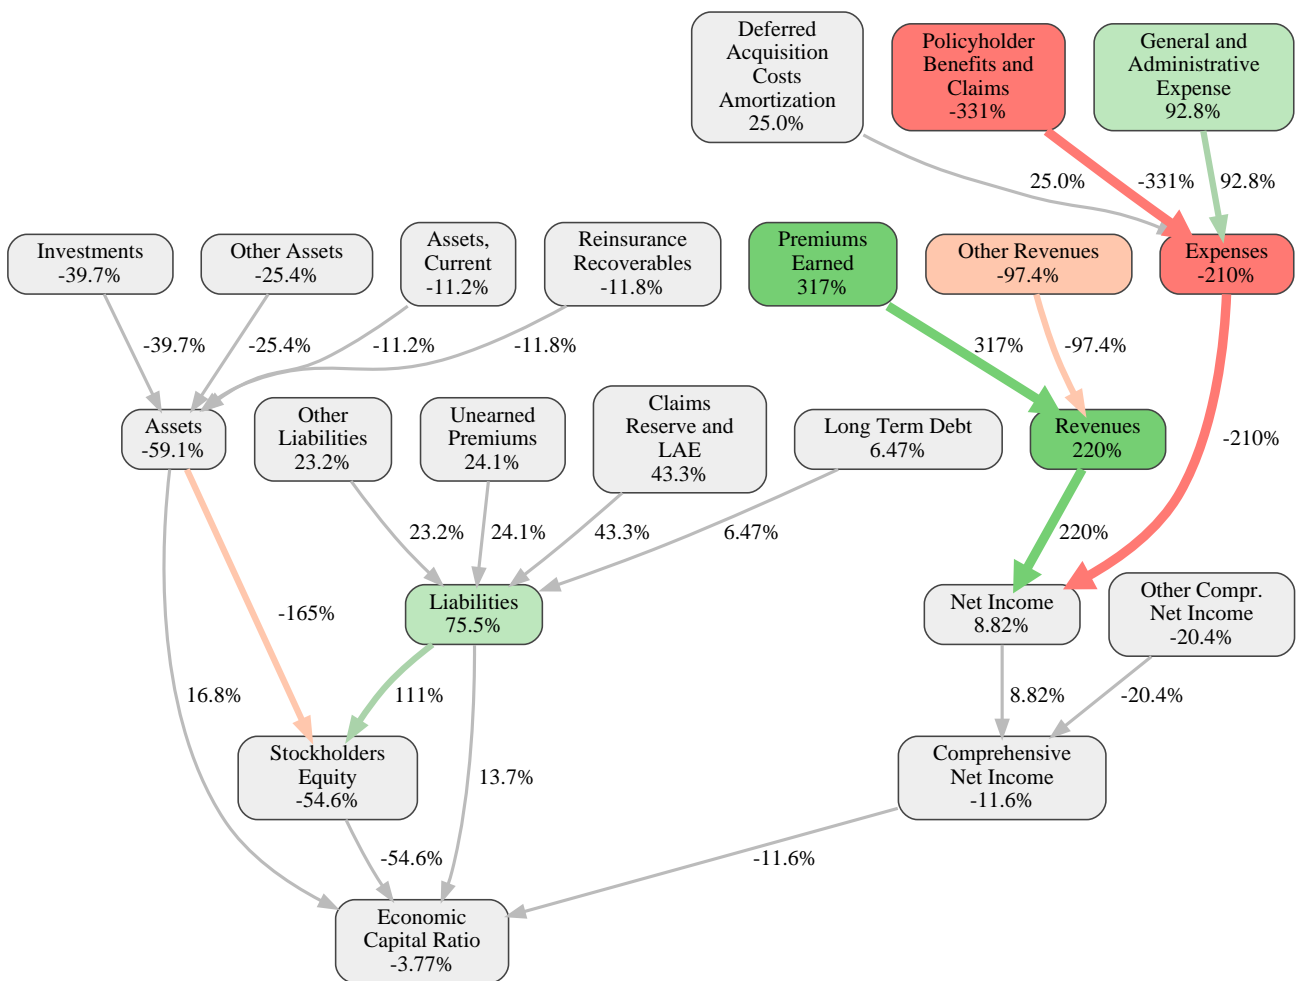 Deferred
Acquisition
Costs
Amortization
25.0%
Policyholder
Benefits and
Claims
-331%
General and
Administrative
Expense
92.8%
25.0%
-331%
92.8%
Investments
-39.7%
Other Assets
-25.4%
Assets,
Current
-11.2%
Reinsurance
Recoverables
-11.8%
Premiums
Earned
317%
Other Revenues
-97.4%
Expenses
-210%
-39.7%
-25.4%
-11.2%
-11.8%
317%
-97.4%
-210%
Assets
-59.1%
Other
Liabilities
23.2%
Unearned
Premiums
24.1%
Claims
Reserve and
LAE
43.3%
Long Term Debt
6.47%
Revenues
220%
23.2%
24.1%
43.3%
6.47%
220%
-165%
Liabilities
75.5%
Net Income
8.82%
Other Compr.
Net Income
-20.4%
16.8%
111%
8.82%
-20.4%
Stockholders
Equity
-54.6%
13.7%
Comprehensive
Net Income
-11.6%
-54.6%
-11.6%
Economic
Capital Ratio
-3.77%